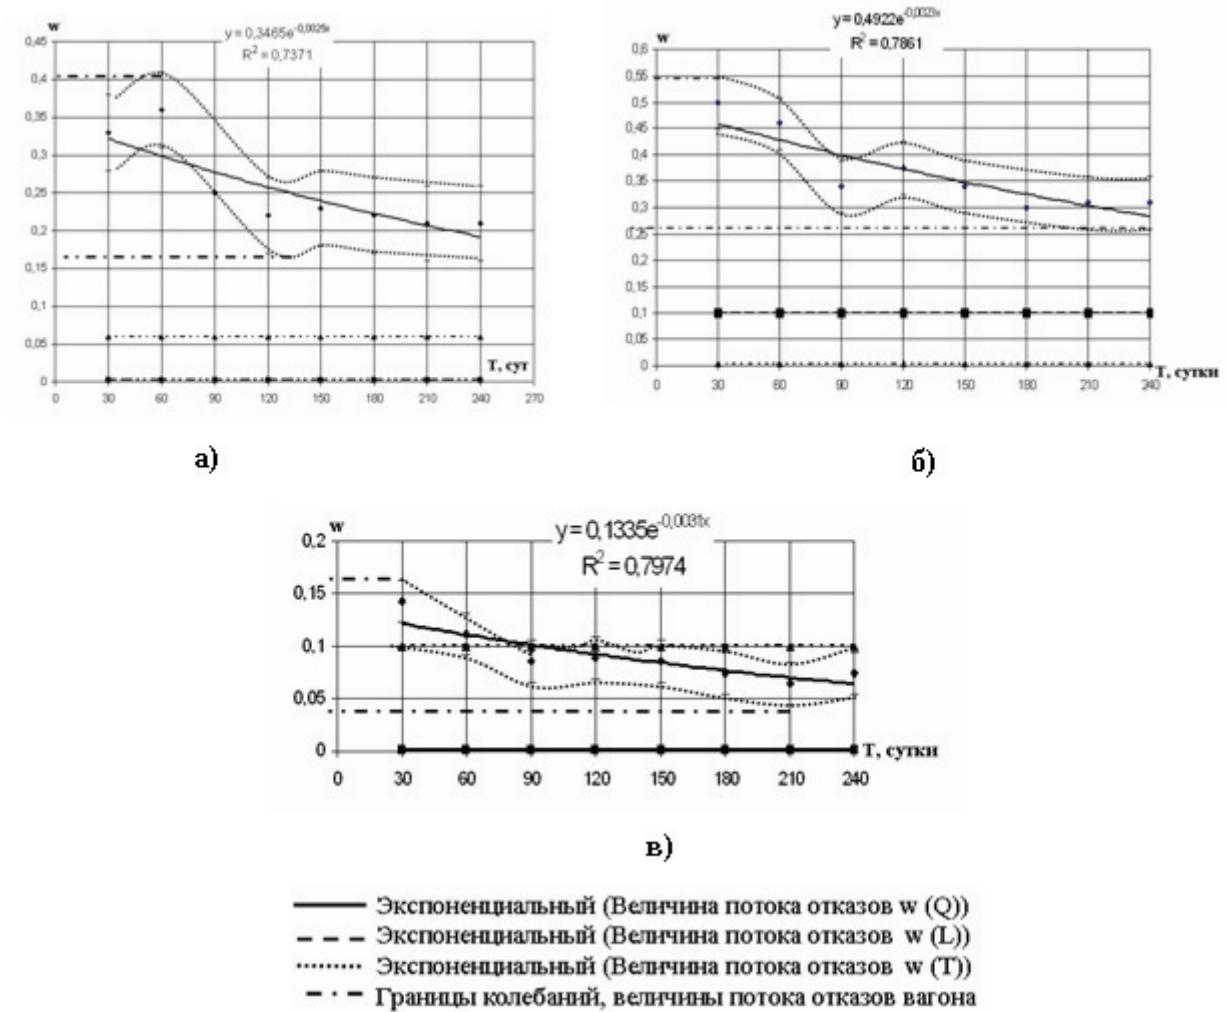 w
y = 0,3465e^-0,0025x
R² = 0,7371
0,45
0,4
0,35
0,3
0,25
0,2
0,15
0,1
0,05
0
T, сут
0 30 60 90 120 150 180 210 240 270
а)
w
y = 0,4922e^-0,0023x
R² = 0,7861
0,6
0,55
0,5
0,45
0,4
0,35
0,3
0,25
0,2
0,15
0,1
0,05
0
T, сутки
0 30 60 90 120 150 180 210 240
б)
w
y = 0,1335e^-0,0031x
R² = 0,7974
0,2
0,15
0,1
0,05
0
T, сутки
0 30 60 90 120 150 180 210 240
в)
Экспоненциальный (Величина потока отказов w (Q))
Экспоненциальный (Величина потока отказов w (L))
Экспоненциальный (Величина потока отказов w (T))
Границы колебаний, величины потока отказов вагона